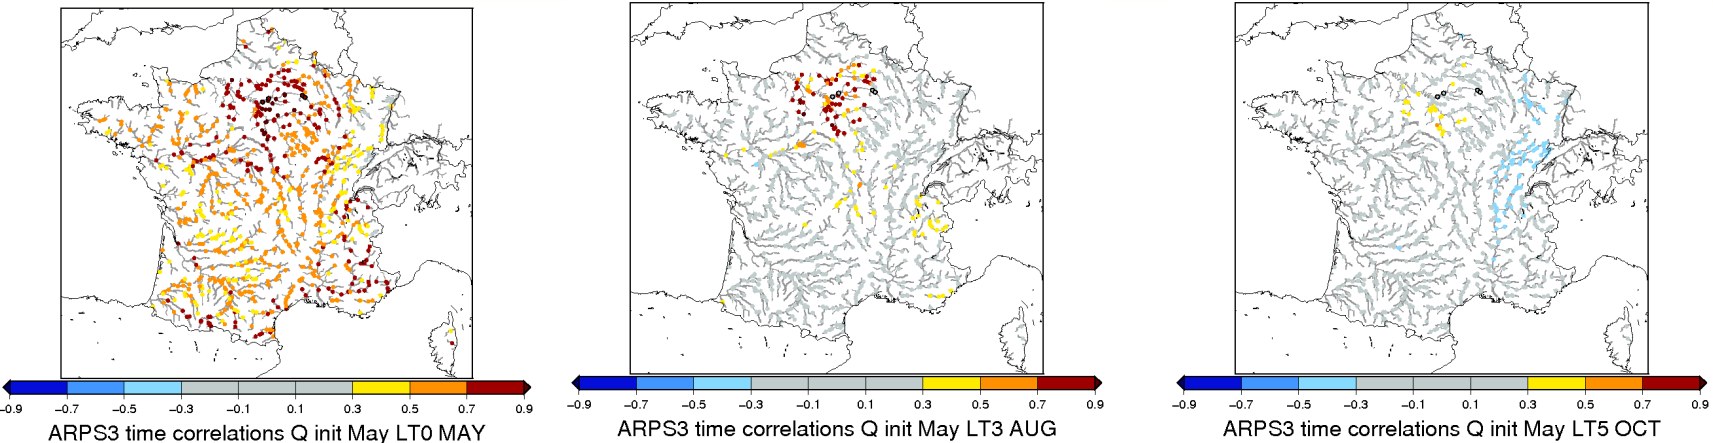 −0.9 −0.7 −0.5 −0.3 −0.1 0.1 0.3 0.5 0.7 0.9
ARPS3 time correlations Q init May LT0 MAY
−0.9 −0.7 −0.5 −0.3 −0.1 0.1 0.3 0.5 0.7 0.9
ARPS3 time correlations Q init May LT3 AUG
−0.9 −0.7 −0.5 −0.3 −0.1 0.1 0.3 0.5 0.7 0.9
ARPS3 time correlations Q init May LT5 OCT